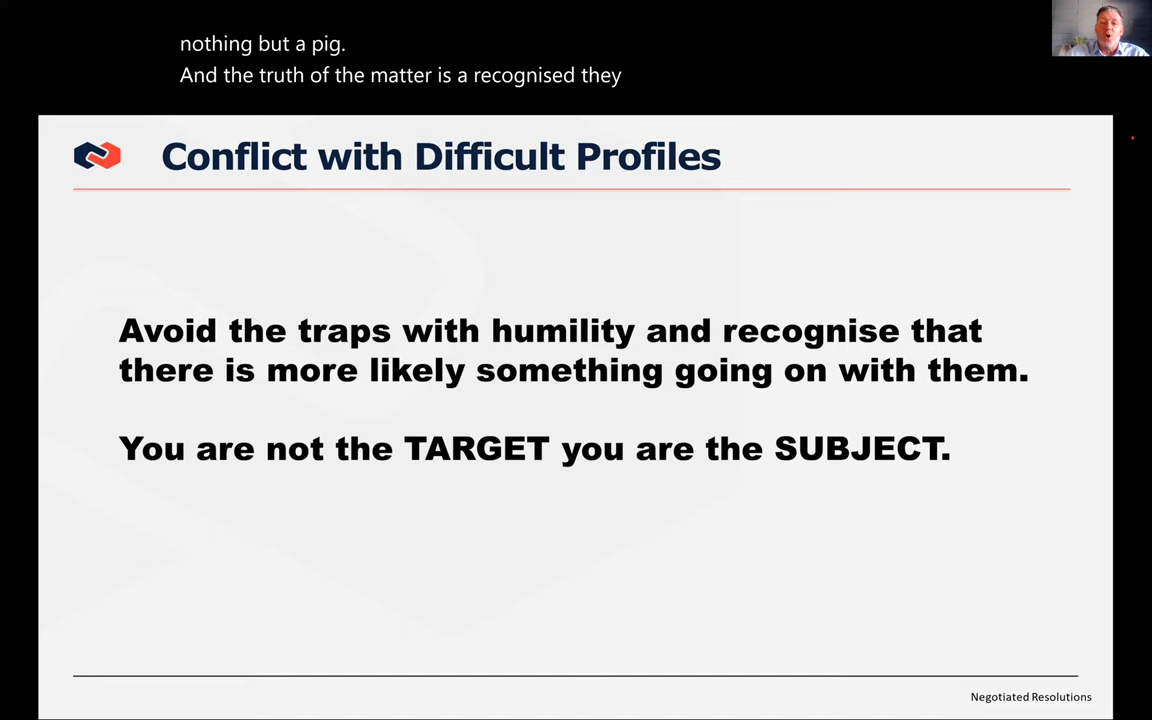 nothing but a pig.
And the truth of the matter is a recognised they
Conflict with Difficult Profiles
Avoid the traps with humility and recognise that
there is more likely something going on with them.
You are not the TARGET you are the SUBJECT.
Negotiated Resolutions